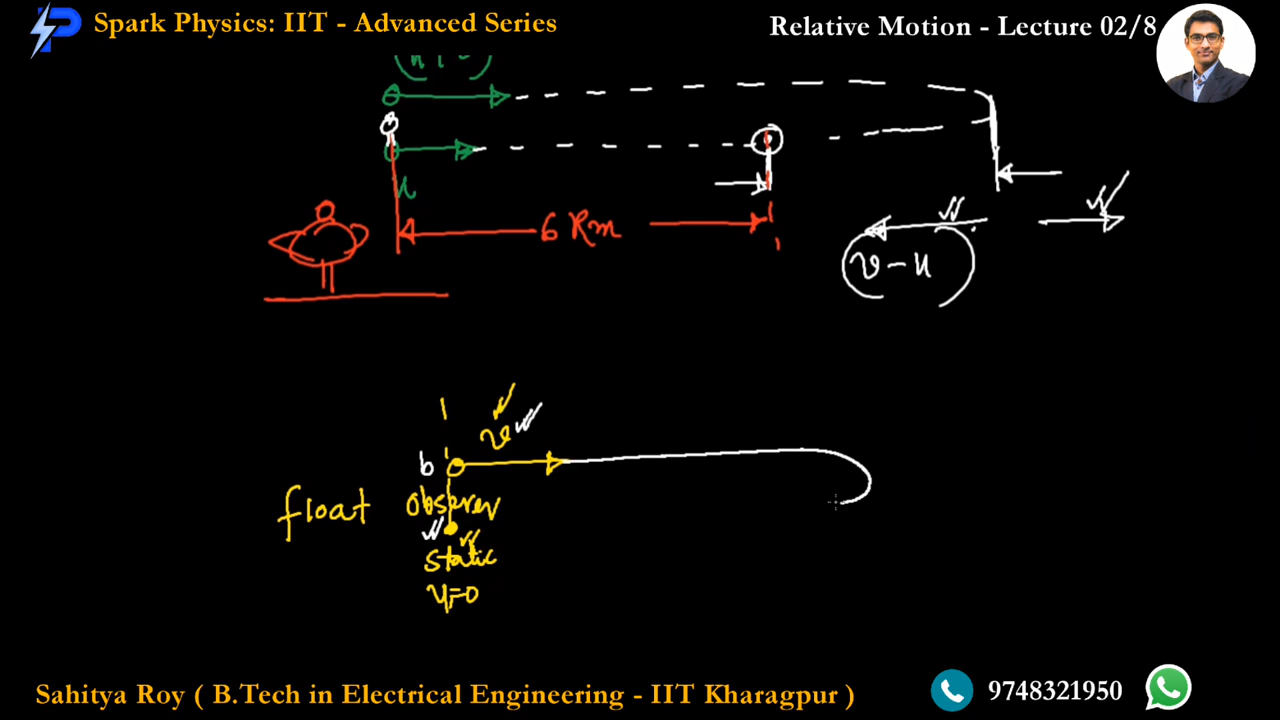 Spark Physics: IIT - Advanced Series
Relative Motion - Lecture 02/8
u
6 Km
(v - u)
v
b
float observer
static
v=0
Sahitya Roy ( B.Tech in Electrical Engineering - IIT Kharagpur )
9748321950